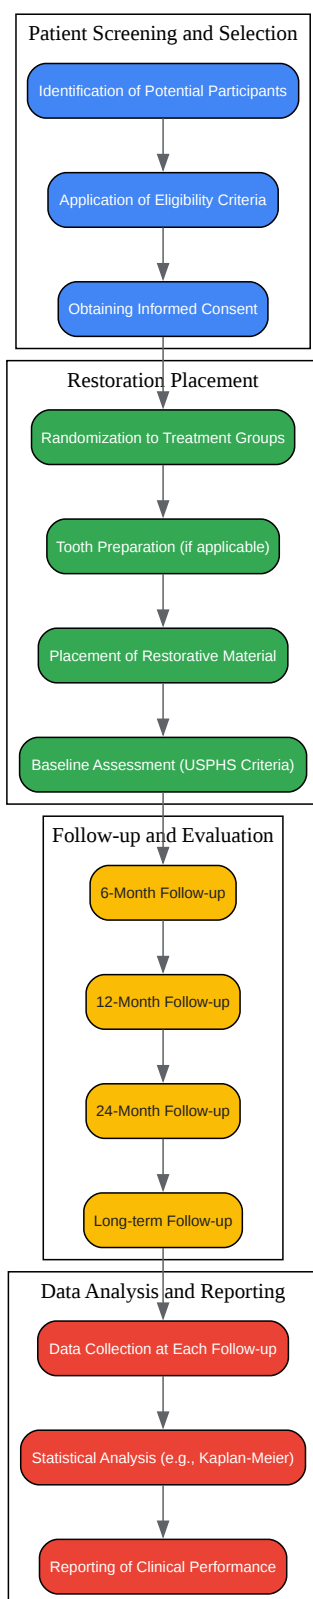 Patient Screening and Selection
Identification of Potential Participants
Application of Eligibility Criteria
Obtaining Informed Consent
Restoration Placement
Randomization to Treatment Groups
Tooth Preparation (if applicable)
Placement of Restorative Material
Baseline Assessment (USPHS Criteria)
Follow-up and Evaluation
6-Month Follow-up
12-Month Follow-up
24-Month Follow-up
Long-term Follow-up
Data Analysis and Reporting
Data Collection at Each Follow-up
Statistical Analysis (e.g., Kaplan-Meier)
Reporting of Clinical Performance